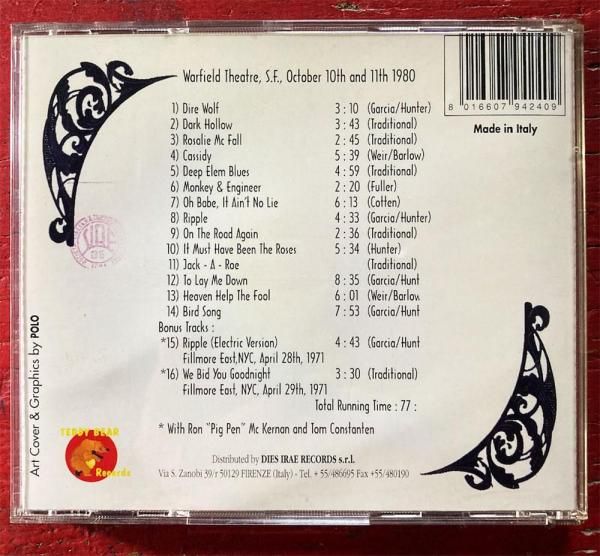 Warfield Theatre, S.F., October 10th and 11th 1980
8 016607 942409
Made in Italy
1) Dire Wolf 3 : 10 (Garcia/Hunter)
2) Dark Hollow 3 : 43 (Traditional)
3) Rosalie Mc Fall 2 : 45 (Traditional)
4) Cassidy 5 : 39 (Weir/Barlow)
5) Deep Elem Blues 4 : 59 (Traditional)
6) Monkey & Engineer 2 : 20 (Fuller)
7) Oh Babe, It Ain't No Lie 6 : 13 (Cotten)
8) Ripple 4 : 33 (Garcia/Hunter)
9) On The Road Again 2 : 36 (Traditional)
10) It Must Have Been The Roses 5 : 34 (Hunter)
11) Jack - A - Roe (Traditional)
12) To Lay Me Down 8 : 35 (Garcia/Hunt
13) Heaven Help The Fool 6 : 01 (Weir/Barlow
14) Bird Song 7 : 53 (Garcia/Hunt
Bonus Tracks :
*15) Ripple (Electric Version) 4 : 43 (Garcia/Hunt
Fillmore East,NYC, April 28th, 1971
*16) We Bid You Goodnight 3 : 30 (Traditional)
Fillmore East, NYC, April 29th, 1971
Total Running Time : 77 :
* With Ron "Pig Pen" Mc Kernan and Tom Constanten
Art Cover & Graphics by POLO
TEDDY BEAR
Records
Distributed by DIES IRAE RECORDS s.r.l.
Via S. Zanobi 39/r 50129 FIRENZE (Italy) - Tel. + 55/486695 Fax +55/480190